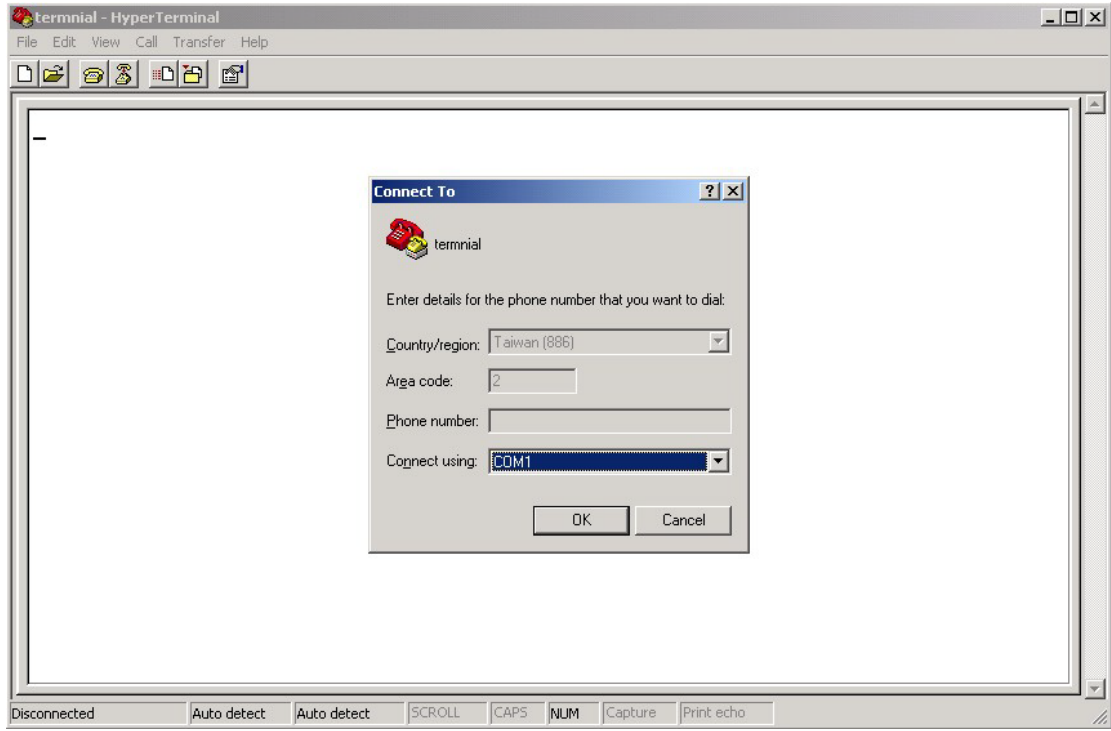 termnial - HyperTerminal
File Edit View Call Transfer Help
Connect To
termnial
Enter details for the phone number that you want to dial:
Country/region: Taiwan (886)
Area code: 2
Phone number:
Connect using: COM1
OK Cancel
Disconnected Auto detect Auto detect SCROLL CAPS NUM Capture Print echo